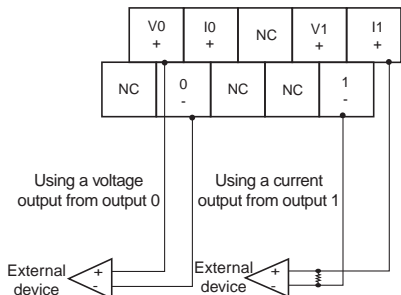 V0 I0 NC V1 I1
+ + + +
NC 0 NC NC 1
- -
Using a voltage
output from output 0
Using a current
output from output 1
External
device
+
-
External
device
+
-